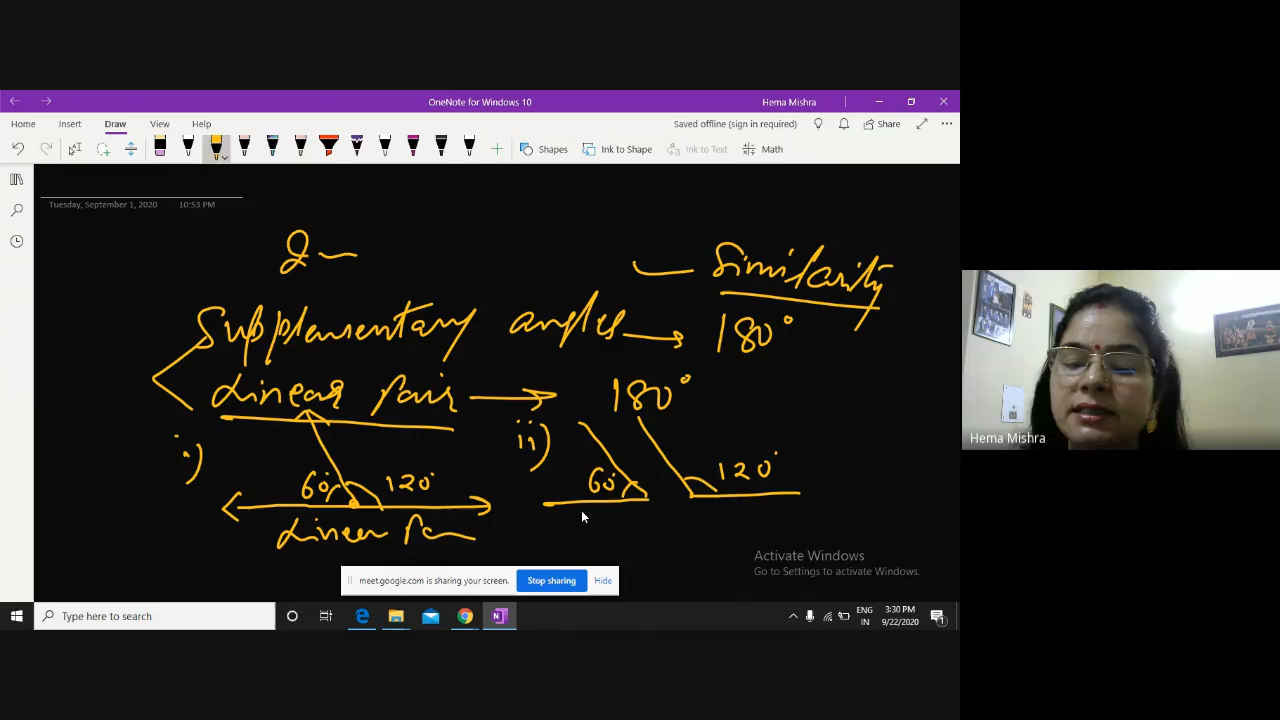 OneNote for Windows 10
Hema Mishra
Home Insert Draw View Help
Saved offline (sign in required)
Share
Shapes
Ink to Shape
Ink to Text
Math
Tuesday, September 1, 2020 10:53 PM
Similarity
Supplementary angles → 180°
Linear Pair → 180°
i)
ii)
60° 120°
60° 120°
Linear Pair
Hema Mishra
Activate Windows
Go to Settings to activate Windows.
meet.google.com is sharing your screen.
Stop sharing
Hide
Type here to search
ENG
IN
3:30 PM
9/22/2020
1